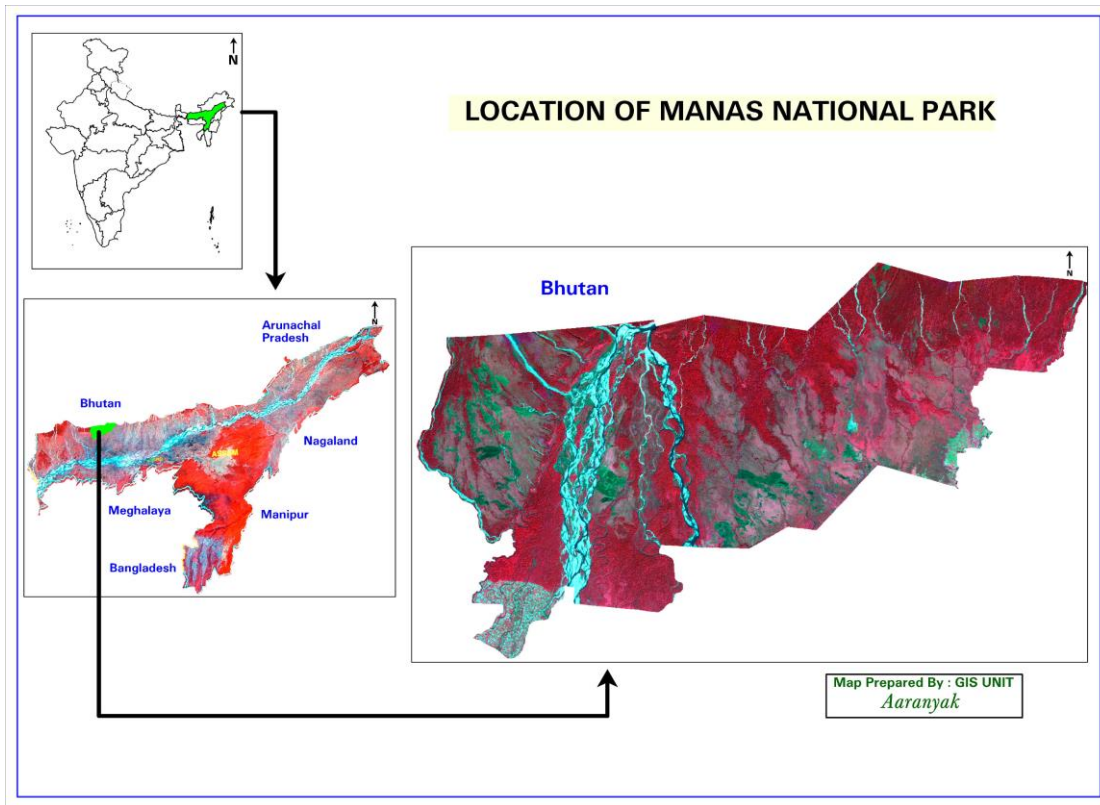 LOCATION OF MANAS NATIONAL PARK
N
N
Arunachal
Pradesh
Bhutan
ASSAM
Nagaland
Meghalaya
Manipur
Bangladesh
N
Bhutan
Map Prepared By : GIS UNIT
Aaranyak